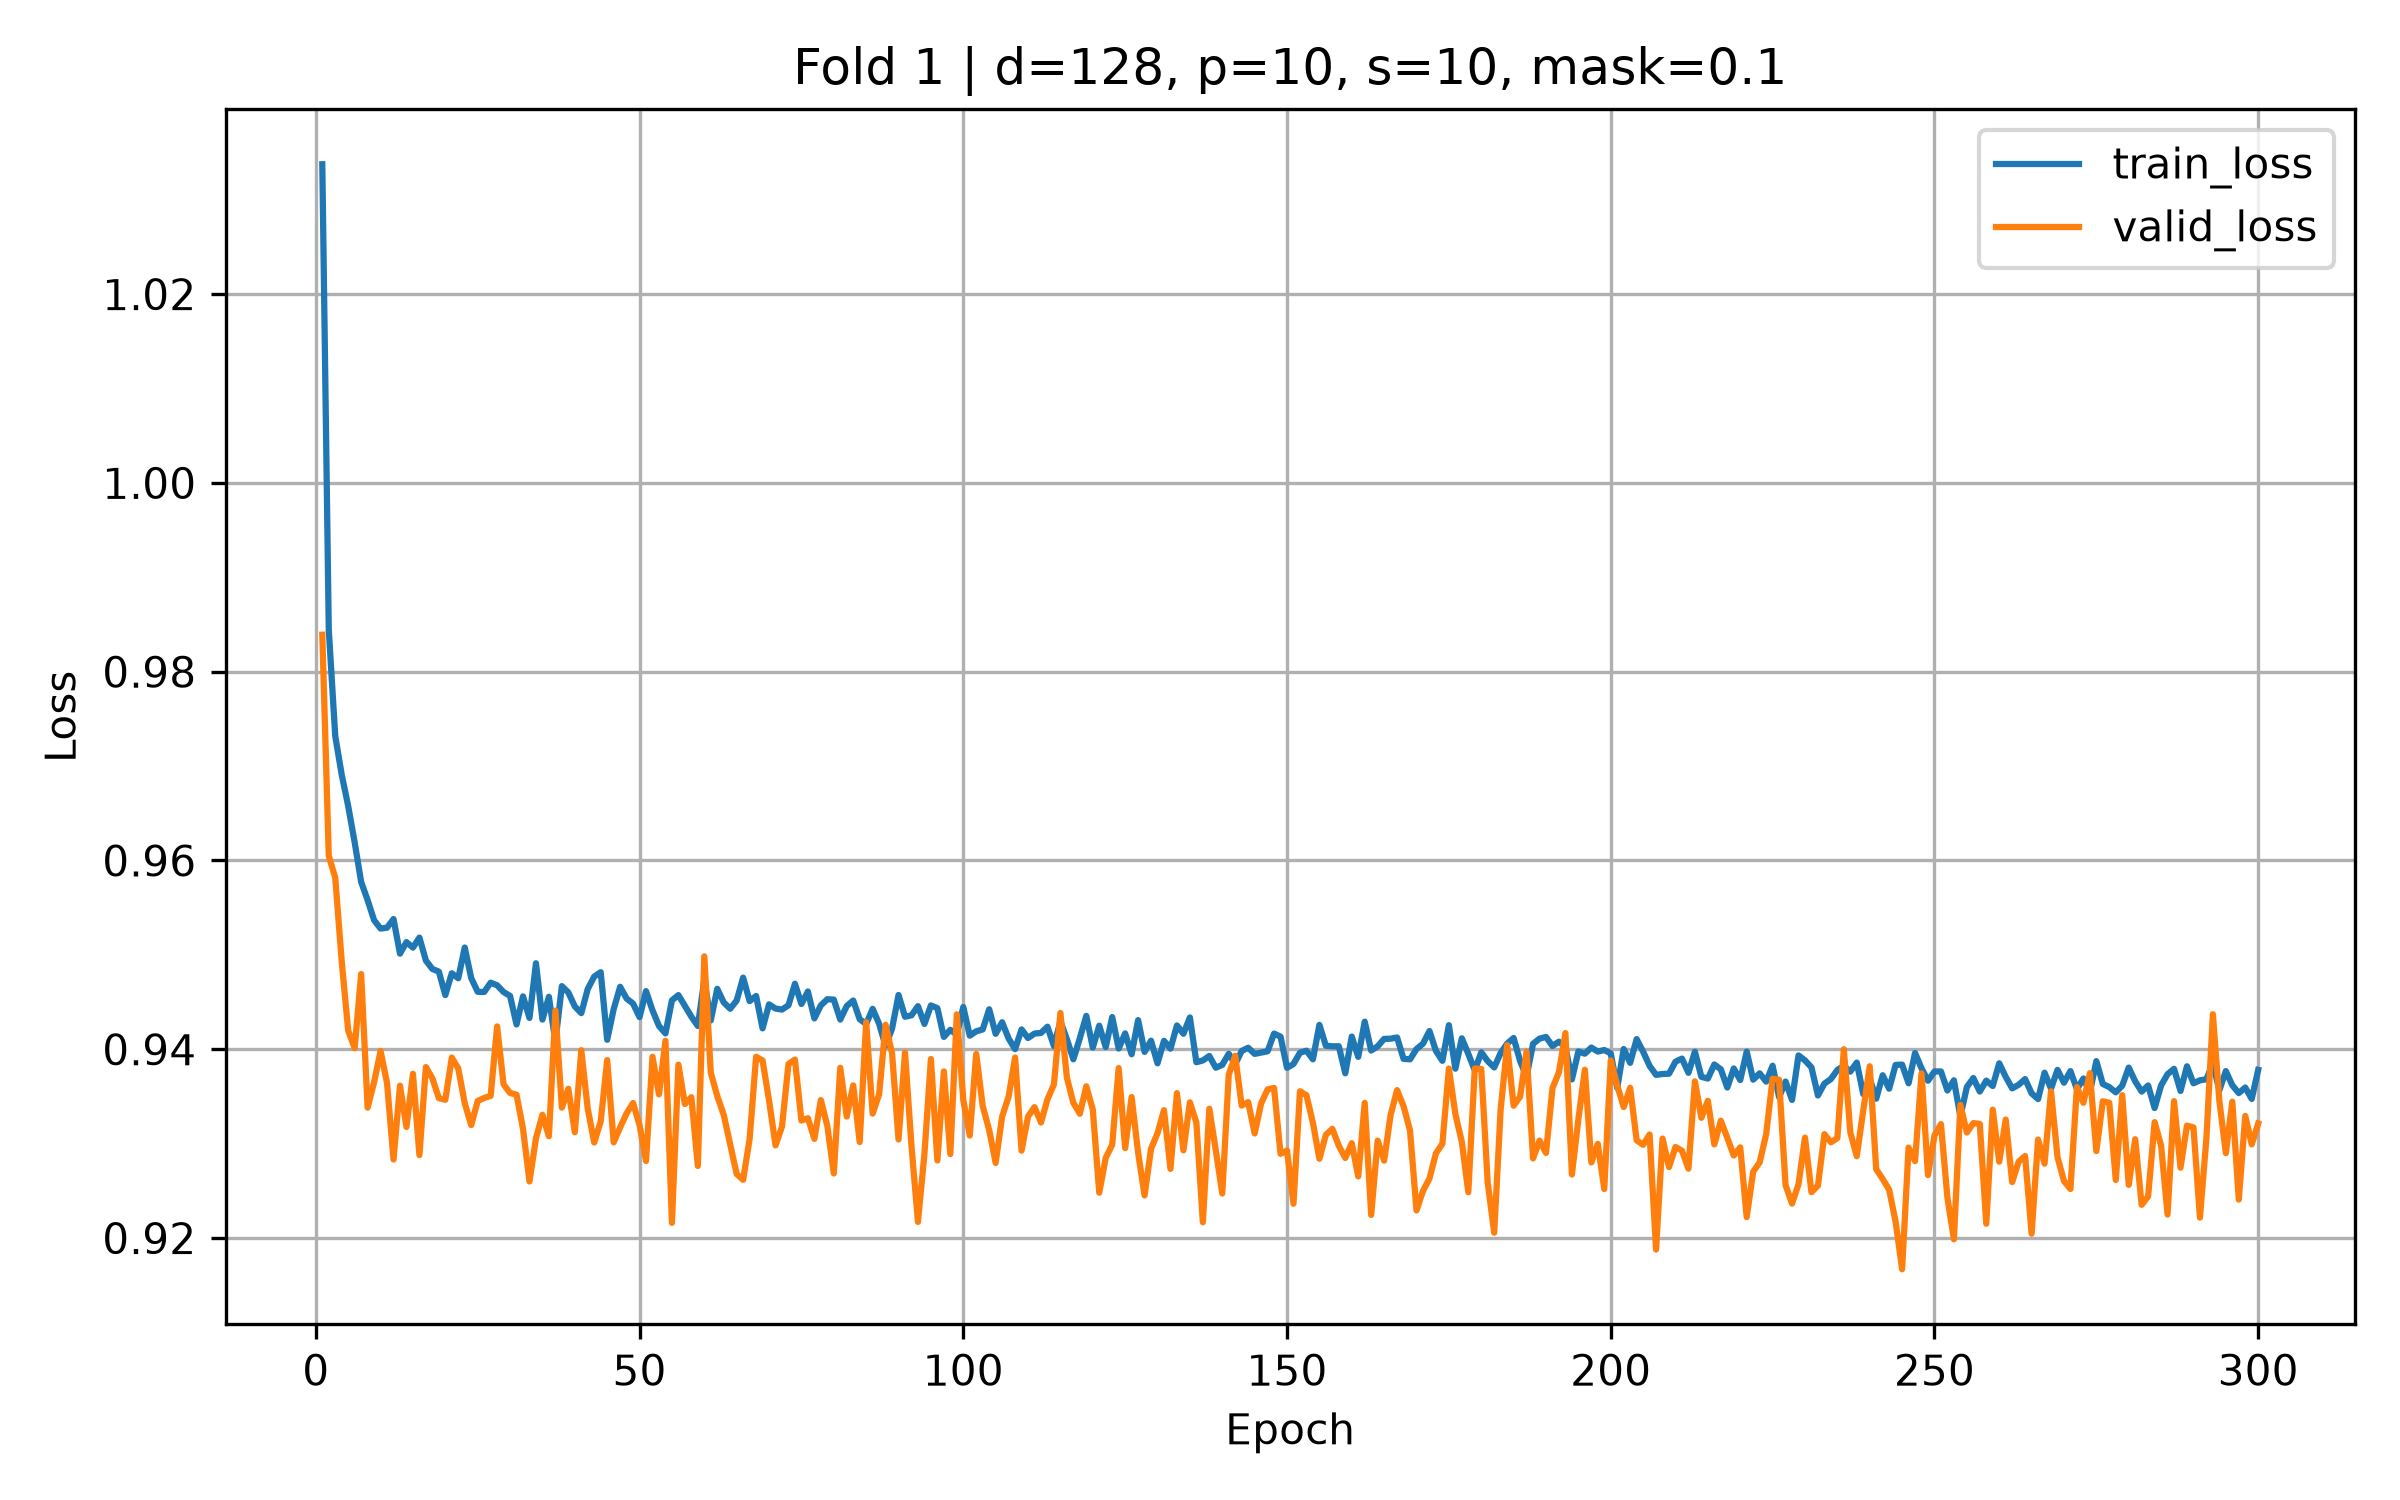 Fold 1 | d=128, p=10, s=10, mask=0.1
train_loss
valid_loss
1.02
1.00
0.98
0.96
0.94
0.92
Loss
0 50 100 150 200 250 300
Epoch